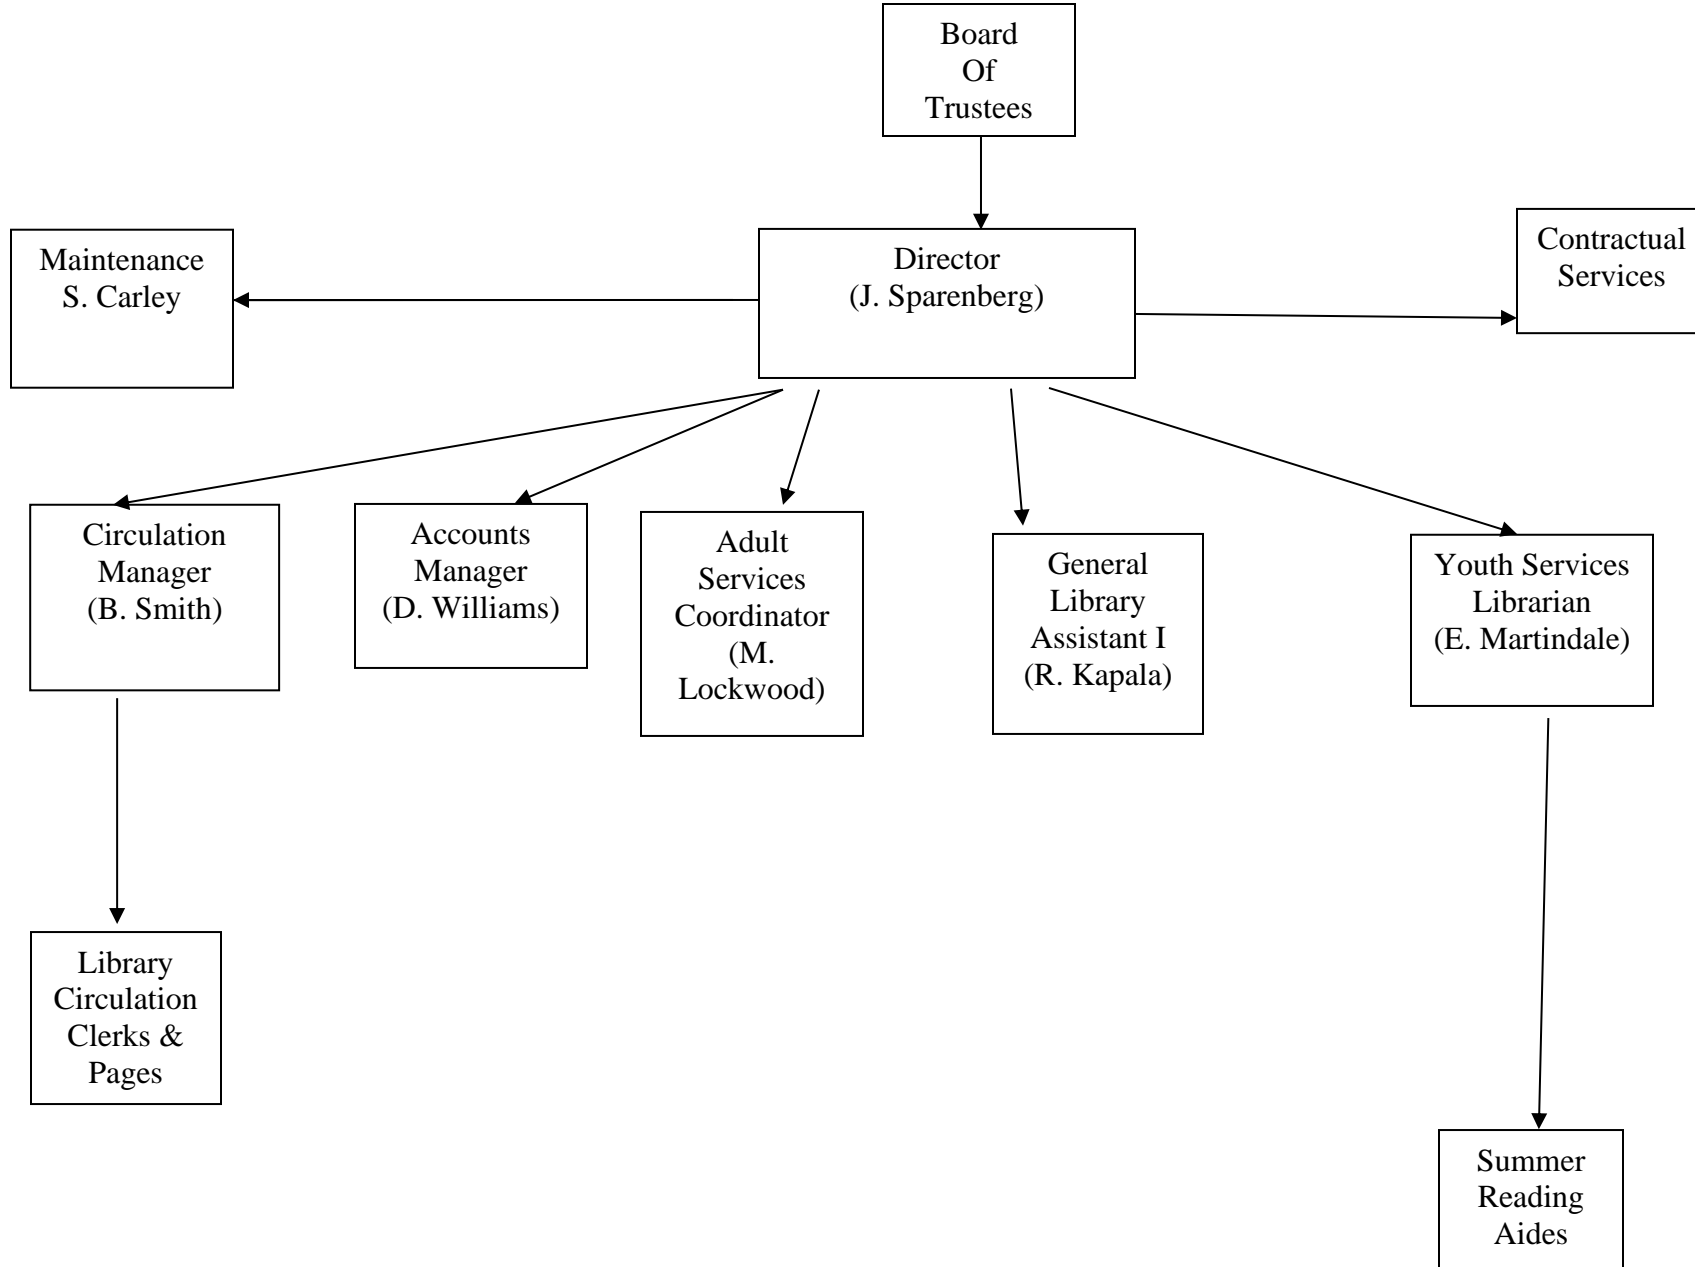 Board
Of
Trustees
Maintenance
S. Carley
Director
(J. Sparenberg)
Contractual
Services
Circulation
Manager
(B. Smith)
Accounts
Manager
(D. Williams)
Adult
Services
Coordinator
(M.
Lockwood)
General
Library
Assistant I
(R. Kapala)
Youth Services
Librarian
(E. Martindale)
Library
Circulation
Clerks &
Pages
Summer
Reading
Aides